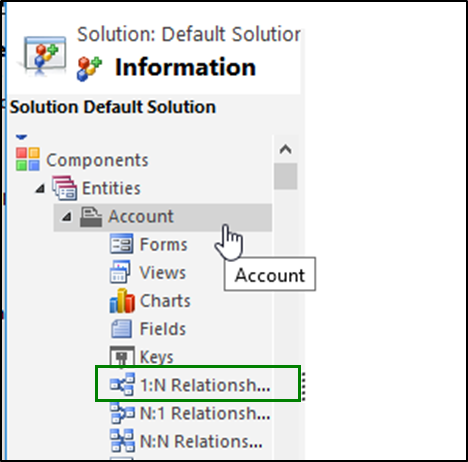 Solution: Default Solution
Information
Solution Default Solution
Components
Entities
Account
Forms
Views
Account
Charts
Fields
Keys
1:N Relationsh...
N:1 Relationsh...
N:N Relations...